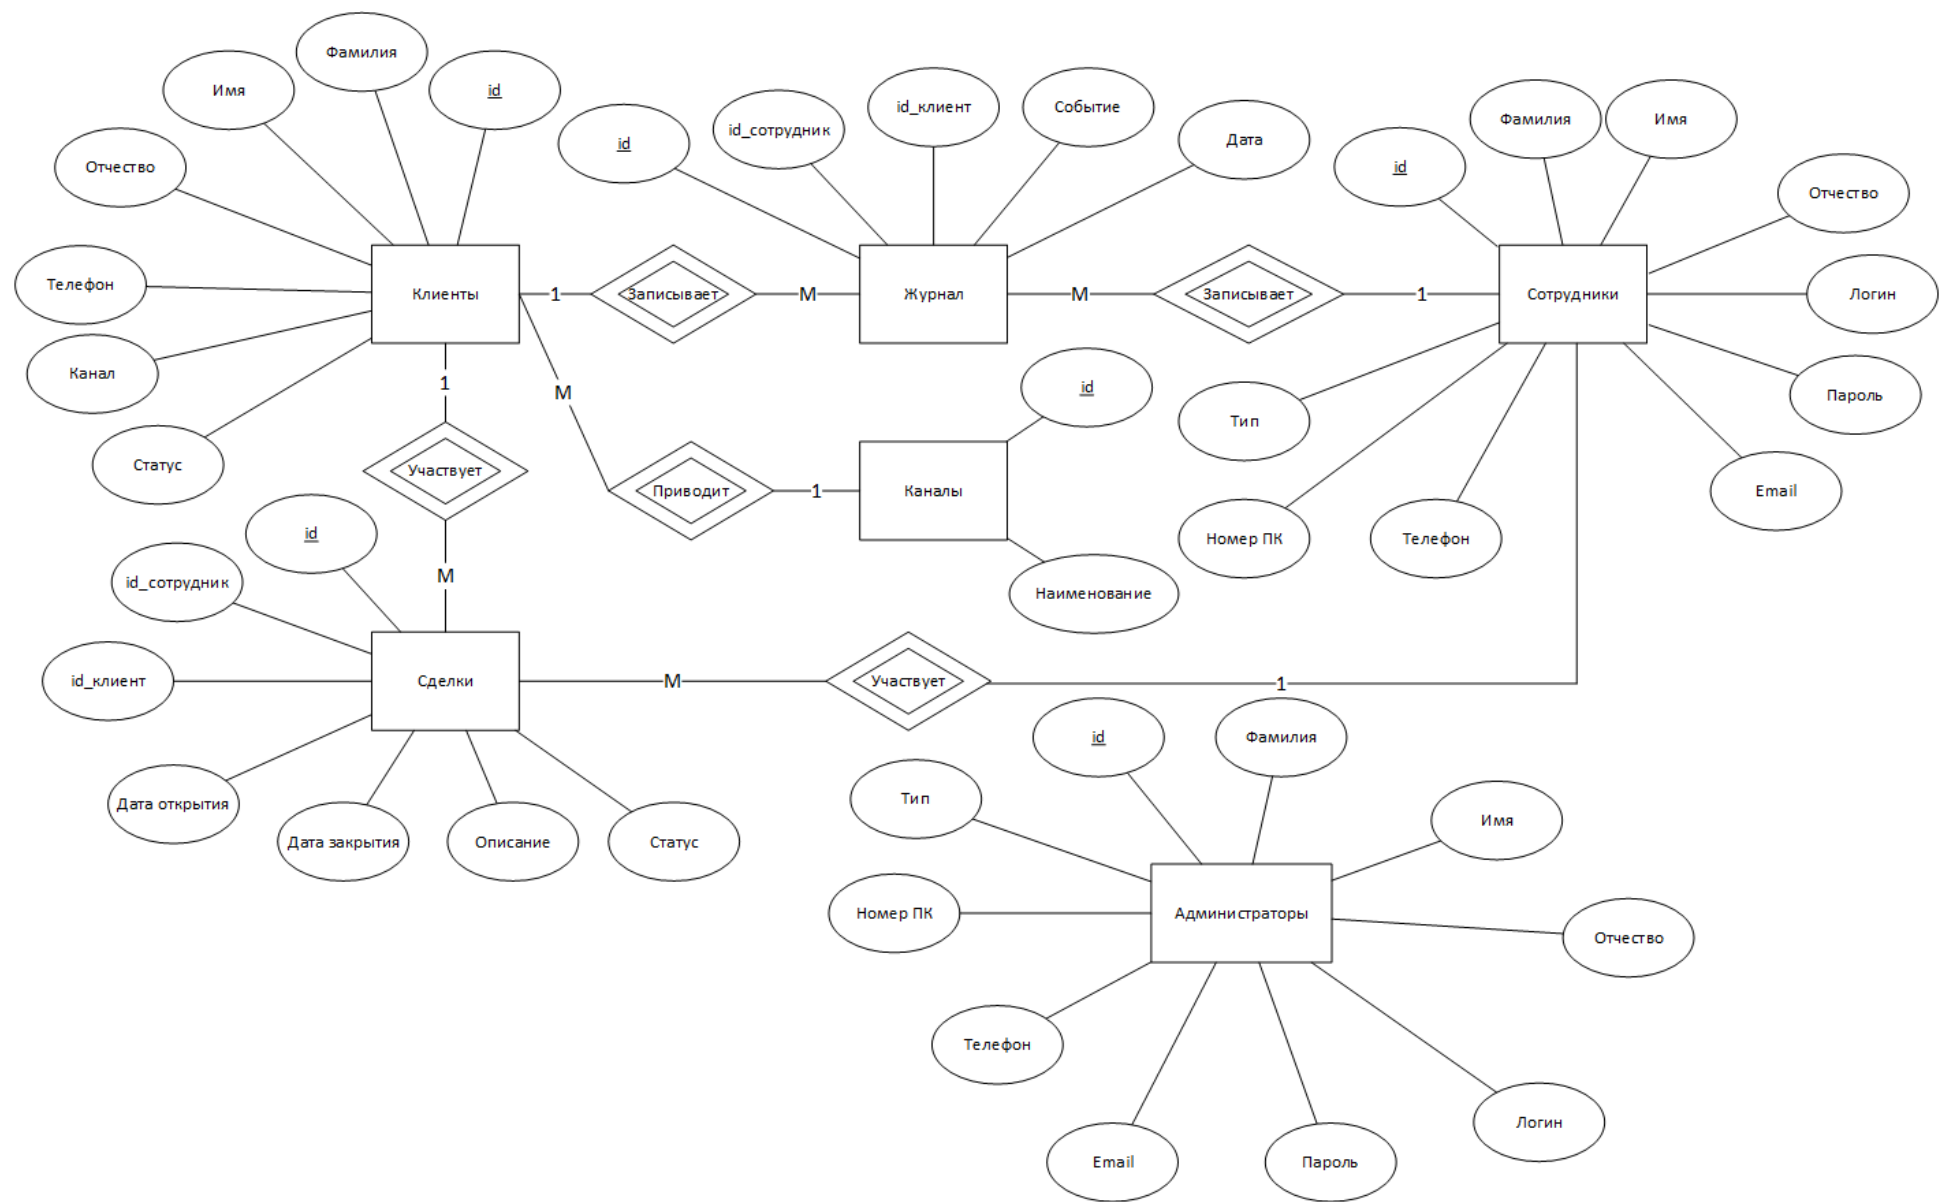 Фамилия
id
Имя
Отчество
Телефон
Канал
Статус
Клиенты
id
id_сотрудник
id_клиент
Событие
Дата
Журнал
id
Фамилия
Имя
Отчество
Логин
Пароль
Email
Телефон
Номер ПК
Тип
Сотрудники
1
Записывает
М
М
Записывает
1
1
Участвует
М
М
Приводит
1
Каналы
id
Наименование
id
id_сотрудник
id_клиент
Дата открытия
Дата закрытия
Описание
Статус
Сделки
М
Участвует
1
id
Фамилия
Тип
Имя
Номер ПК
Администраторы
Отчество
Телефон
Логин
Email
Пароль